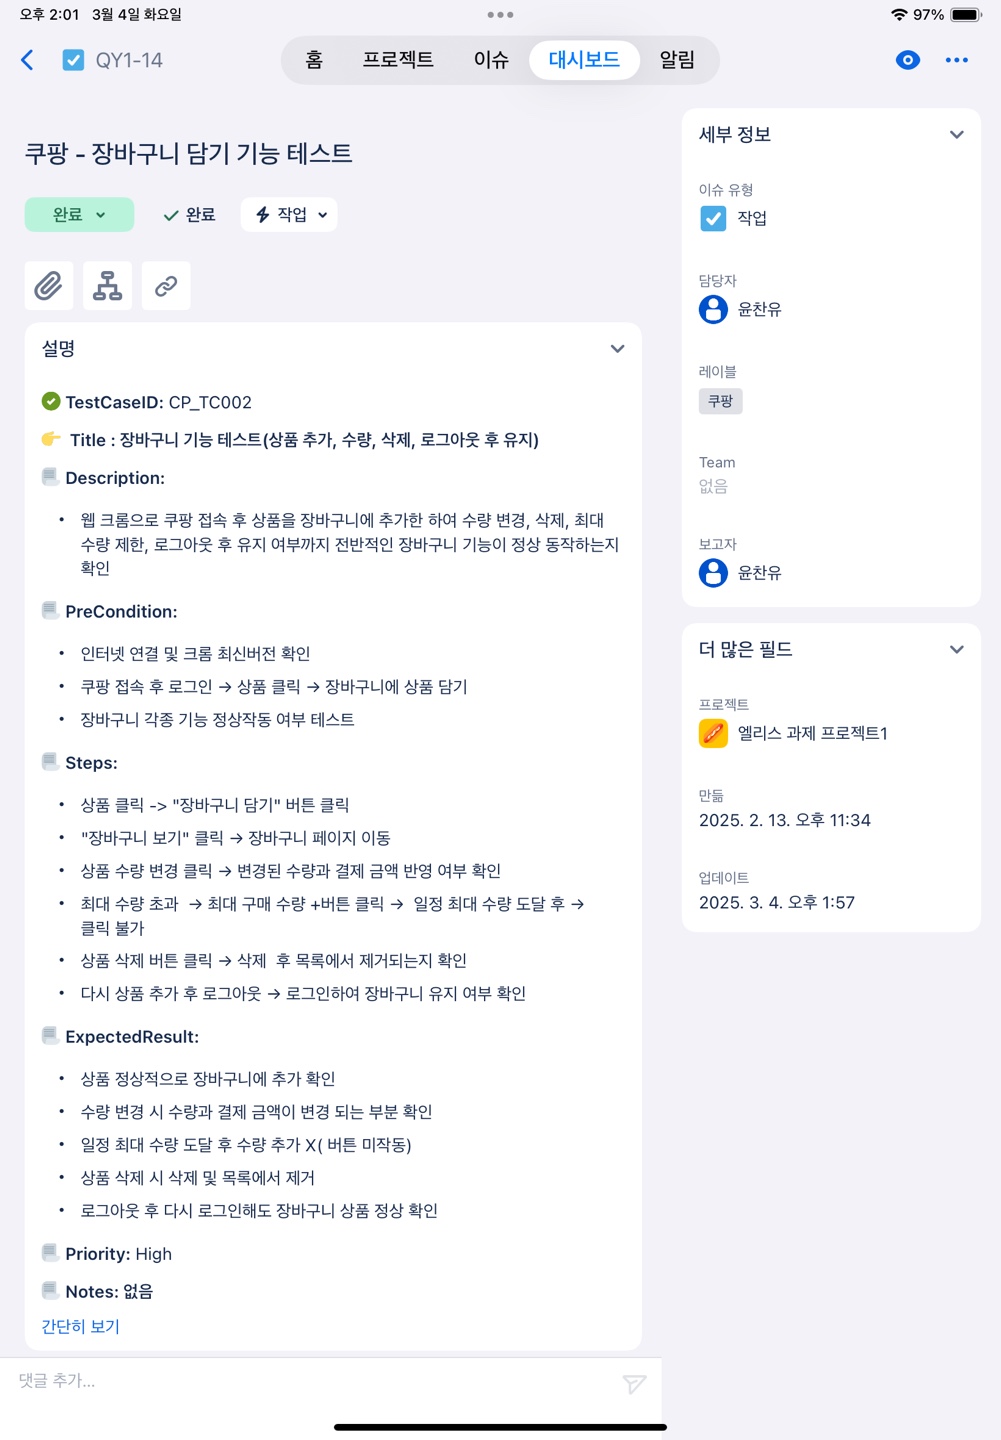 오후 2:01 3월 4일 화요일
97%
QY1-14
홈 프로젝트 이슈 대시보드 알림
쿠팡 - 장바구니 담기 기능 테스트
완료 완료 작업
설명
TestCaseID: CP_TC002
Title : 장바구니 기능 테스트(상품 추가, 수량, 삭제, 로그아웃 후 유지)
Description:
• 웹 크롬으로 쿠팡 접속 후 상품을 장바구니에 추가한 하여 수량 변경, 삭제, 최대
수량 제한, 로그아웃 후 유지 여부까지 전반적인 장바구니 기능이 정상 동작하는지
확인
PreCondition:
• 인터넷 연결 및 크롬 최신버전 확인
• 쿠팡 접속 후 로그인 → 상품 클릭 → 장바구니에 상품 담기
• 장바구니 각종 기능 정상작동 여부 테스트
Steps:
• 상품 클릭 -> "장바구니 담기" 버튼 클릭
• "장바구니 보기" 클릭 → 장바구니 페이지 이동
• 상품 수량 변경 클릭 → 변경된 수량과 결제 금액 반영 여부 확인
• 최대 수량 초과 → 최대 구매 수량 +버튼 클릭 → 일정 최대 수량 도달 후 →
클릭 불가
• 상품 삭제 버튼 클릭 → 삭제 후 목록에서 제거되는지 확인
• 다시 상품 추가 후 로그아웃 → 로그인하여 장바구니 유지 여부 확인
ExpectedResult:
• 상품 정상적으로 장바구니에 추가 확인
• 수량 변경 시 수량과 결제 금액이 변경 되는 부분 확인
• 일정 최대 수량 도달 후 수량 추가 X( 버튼 미작동)
• 상품 삭제 시 삭제 및 목록에서 제거
• 로그아웃 후 다시 로그인해도 장바구니 상품 정상 확인
Priority: High
Notes: 없음
간단히 보기
댓글 추가...
세부 정보
이슈 유형
작업
담당자
윤찬유
레이블
쿠팡
Team
없음
보고자
윤찬유
더 많은 필드
프로젝트
엘리스 과제 프로젝트1
만듦
2025. 2. 13. 오후 11:34
업데이트
2025. 3. 4. 오후 1:57